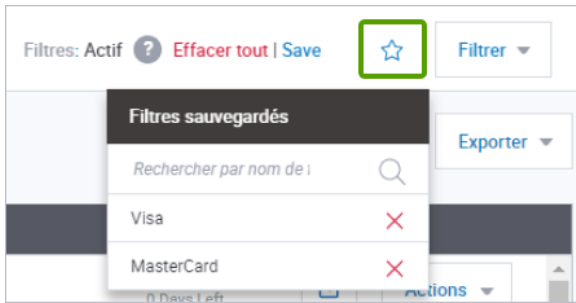 Filtres: Actif ? Effacer tout | Save Filtrer
Filtres sauvegardés
Exporter
Rechercher par nom de
Visa
MasterCard
0 Days Left Actions